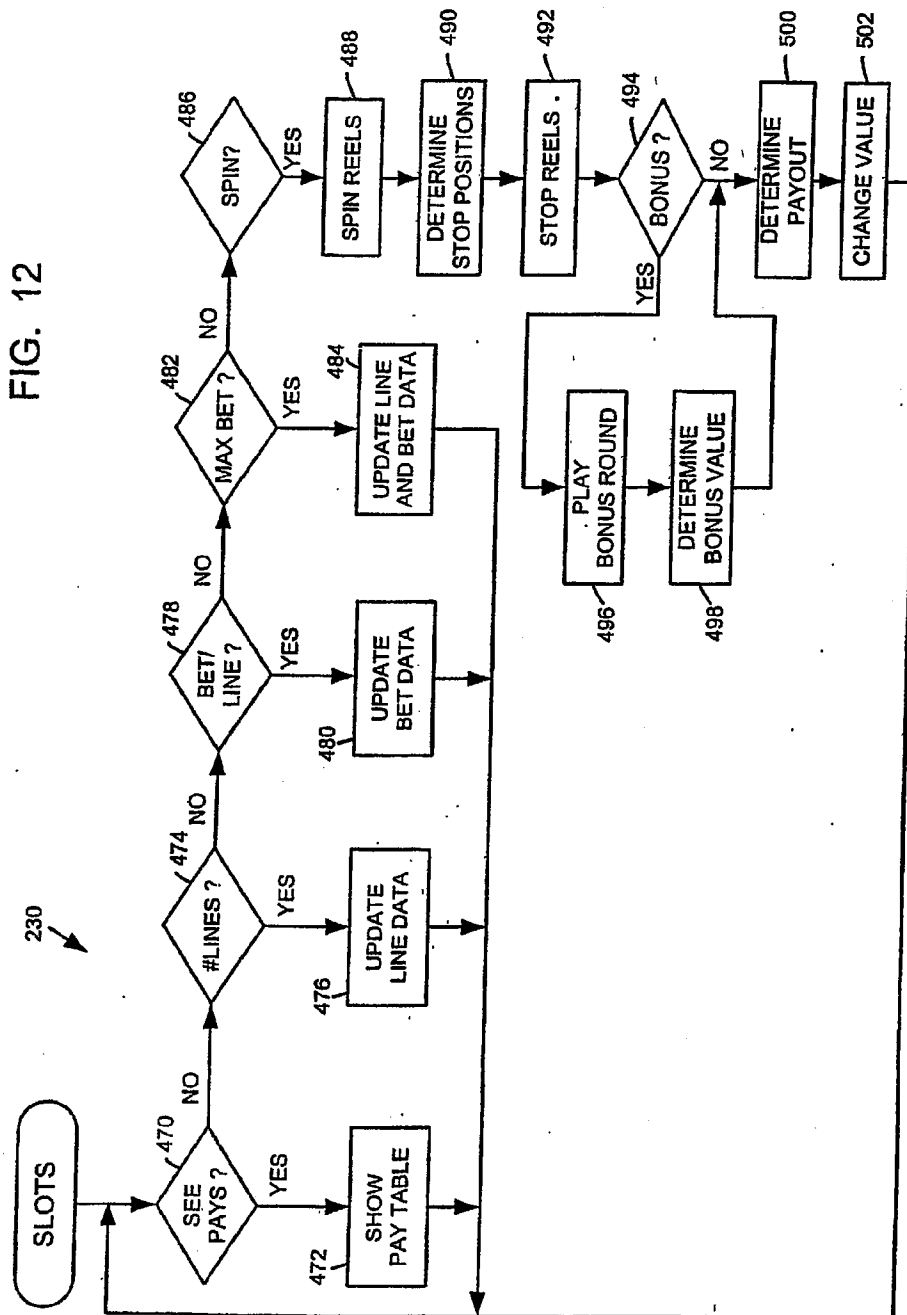 FIG. 12
230
SLOTS
470
SEE
PAYS ?
YES
NO
472
SHOW
PAY TABLE
474
#LINES ?
YES
NO
476
UPDATE
LINE DATA
478
BET/
LINE ?
YES
NO
480
UPDATE
BET DATA
482
MAX BET ?
YES
NO
484
UPDATE LINE
AND BET DATA
486
SPIN?
YES
488
SPIN REELS
490
DETERMINE
STOP POSITIONS
492
STOP REELS .
494
BONUS ?
YES
NO
496
PLAY
BONUS ROUND
498
DETERMINE
BONUS VALUE
500
DETERMINE
PAYOUT
502
CHANGE VALUE